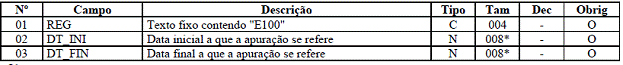 Nº Campo Descrição Tipo Tam Dec Obrig
01 REG Texto fixo contendo "E100" C 004 - O
02 DT_INI Data inicial a que a apuração se refere N 008* - O
03 DT_FIN Data final a que a apuração se refere N 008* - O